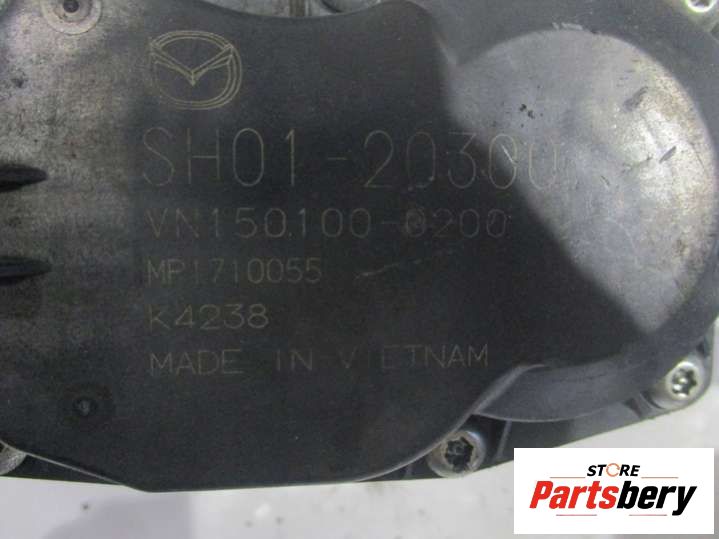 SH01-20300
VN150100-0200
MP1710055
K4238
MADE IN VIETNAM
STORE
Partsbery